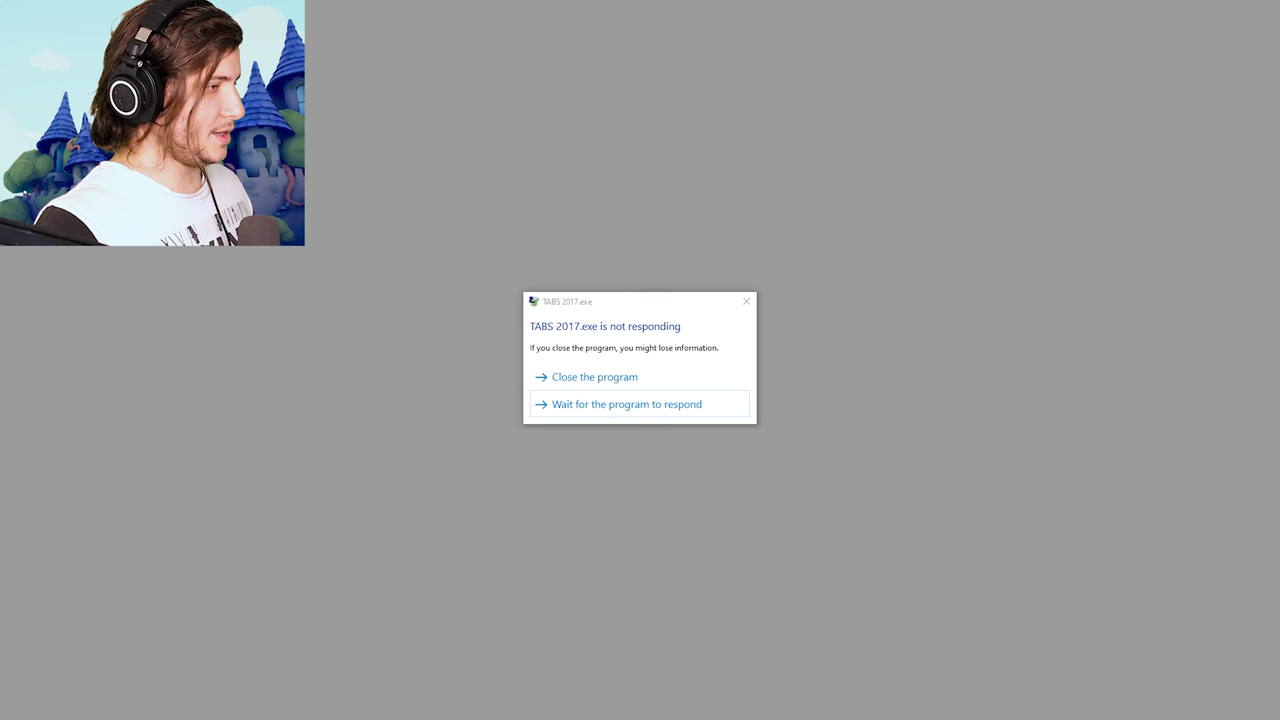 TABS 2017.exe
TABS 2017.exe is not responding
If you close the program, you might lose information.
Close the program
Wait for the program to respond